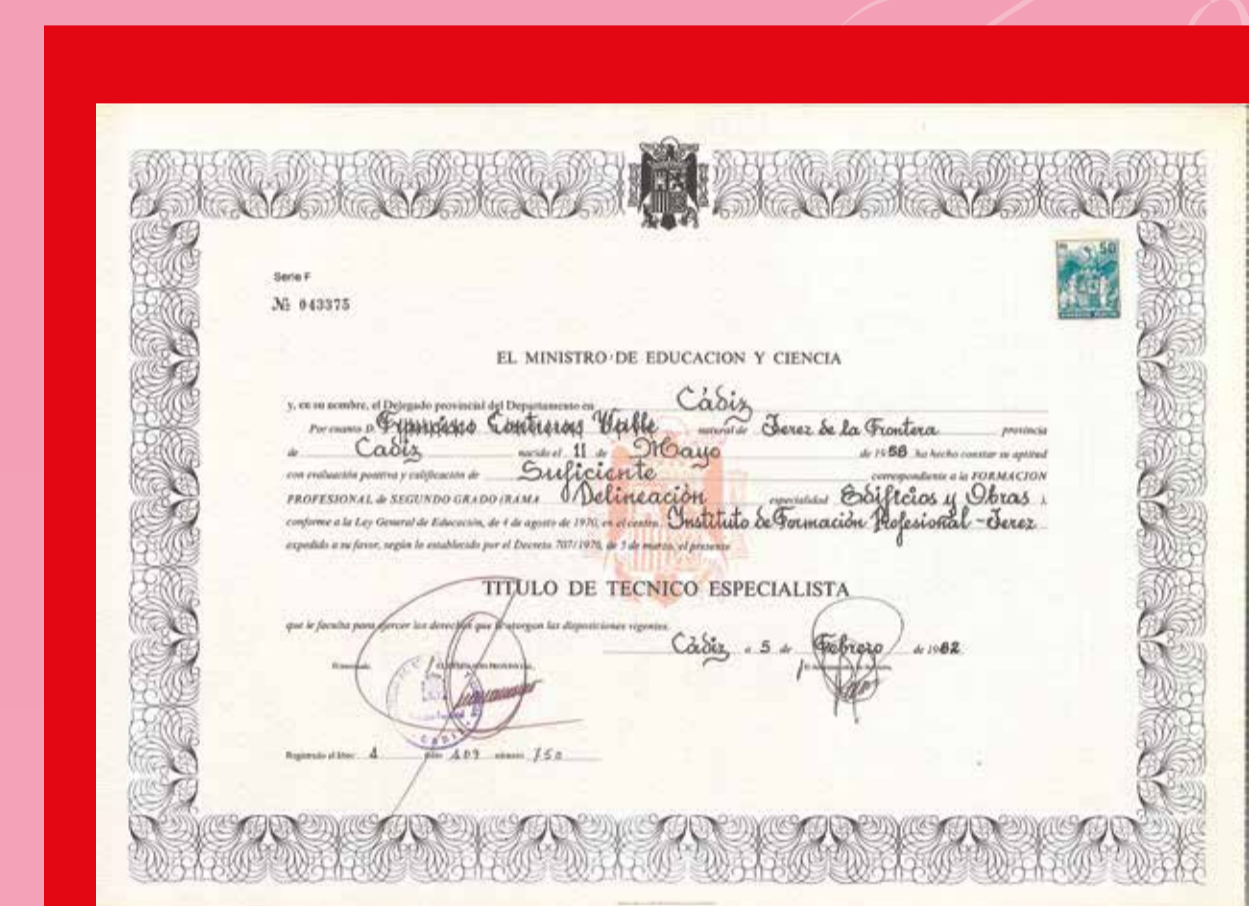 Serie F
№ 043375
50
EL MINISTRO DE EDUCACION Y CIENCIA
y, en su nombre, el Delegado provincial del Departamento en Cádiz
Por cuanto D. Francisco Contreras Valle natural de Jerez de la Frontera provincia
de Cadiz nacido el 11 de Mayo de 1958 ha hecho constar su aptitud
con evaluación positiva y calificación de Suficiente correspondiente a la FORMACION
PROFESIONAL de SEGUNDO GRADO (RAMA Delineación especialidad Edificios y Obras ),
conforme a la Ley General de Educación, de 4 de agosto de 1970, en el centro Instituto de Formación Profesional - Jerez
expedido a su favor, según lo establecido por el Decreto 707/1976, de 5 de marzo, el presente
TITULO DE TECNICO ESPECIALISTA
que le faculta para ejercer los derechos que le otorgan las disposiciones vigentes.
Cádiz, a 5 de Febrero de 1982
El interesado,
CADIZ
Registrado al libro 4 folio 109 número 750